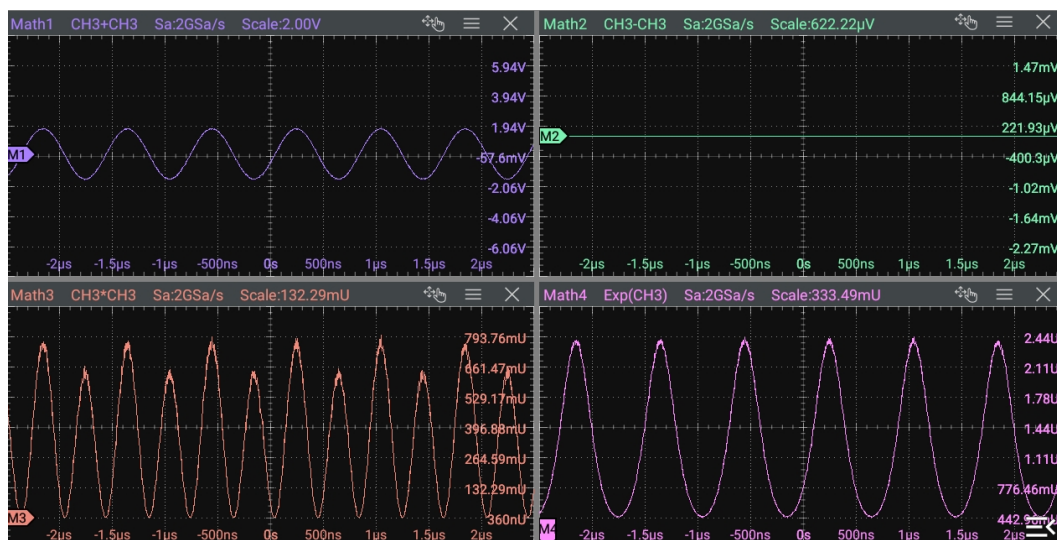 Math1 CH3+CH3 Sa:2GSa/s Scale:2.00V
5.94V
3.94V
1.94V
M1
-57.6mV
-2.06V
-4.06V
-6.06V
-2µs -1.5µs -1µs -500ns 0s 500ns 1µs 1.5µs 2µs
Math2 CH3-CH3 Sa:2GSa/s Scale:622.22µV
1.47mV
844.15µV
221.93µV
M2
-400.3µV
-1.02mV
-1.64mV
-2.27mV
-2µs -1.5µs -1µs -500ns 0s 500ns 1µs 1.5µs 2µs
Math3 CH3*CH3 Sa:2GSa/s Scale:132.29mU
793.76mU
661.47mU
529.17mU
396.88mU
264.59mU
132.29mU
M3
360nU
-2µs -1.5µs -1µs -500ns 0s 500ns 1µs 1.5µs 2µs
Math4 Exp(CH3) Sa:2GSa/s Scale:333.49mU
2.44U
2.11U
1.78U
1.44U
1.11U
776.46mU
M4
-2µs -1.5µs -1µs -500ns 0s 500ns 1µs 1.5µs 2µs